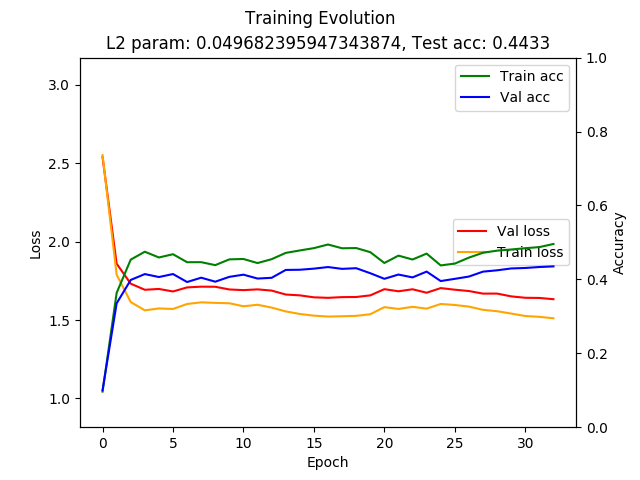 Training Evolution
L2 param: 0.049682395947343874, Test acc: 0.4433
Train acc
Val acc
Val loss
Train loss
Loss
3.0
2.5
2.0
1.5
1.0
Accuracy
1.0
0.8
0.6
0.4
0.2
0.0
0 5 10 15 20 25 30
Epoch